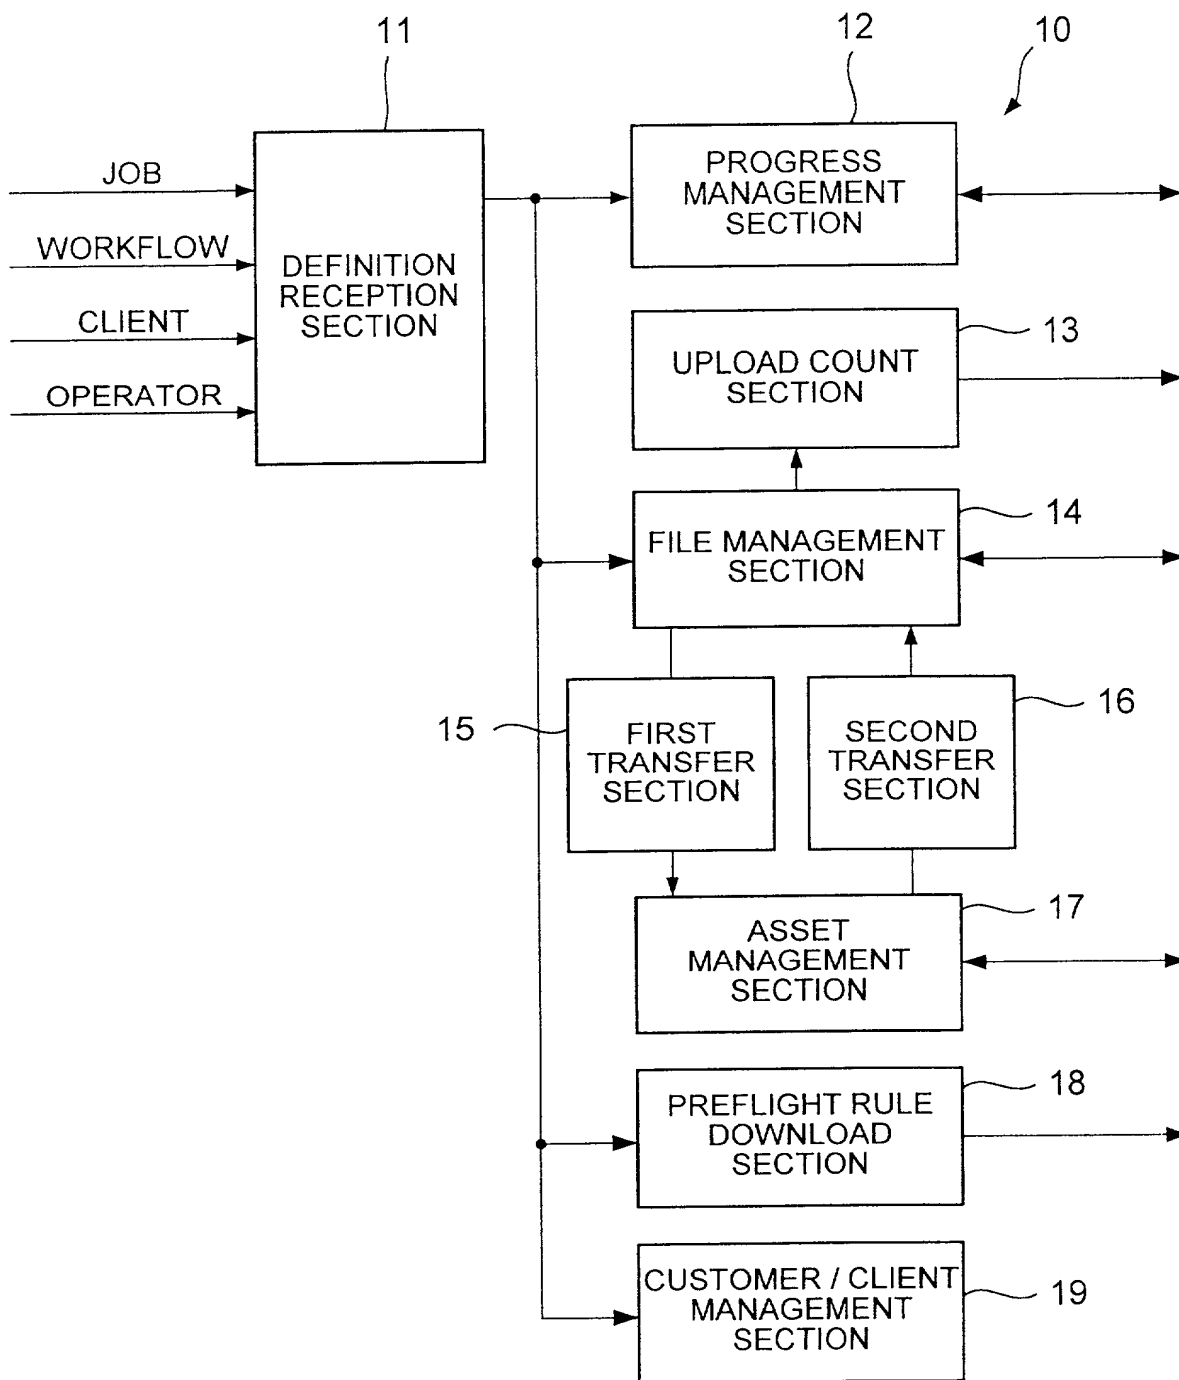 11
12
10
JOB
WORKFLOW
CLIENT
OPERATOR
DEFINITION
RECEPTION
SECTION
PROGRESS
MANAGEMENT
SECTION
13
UPLOAD COUNT
SECTION
14
FILE MANAGEMENT
SECTION
15
FIRST
TRANSFER
SECTION
16
SECOND
TRANSFER
SECTION
17
ASSET
MANAGEMENT
SECTION
18
PREFLIGHT RULE
DOWNLOAD
SECTION
19
CUSTOMER / CLIENT
MANAGEMENT
SECTION